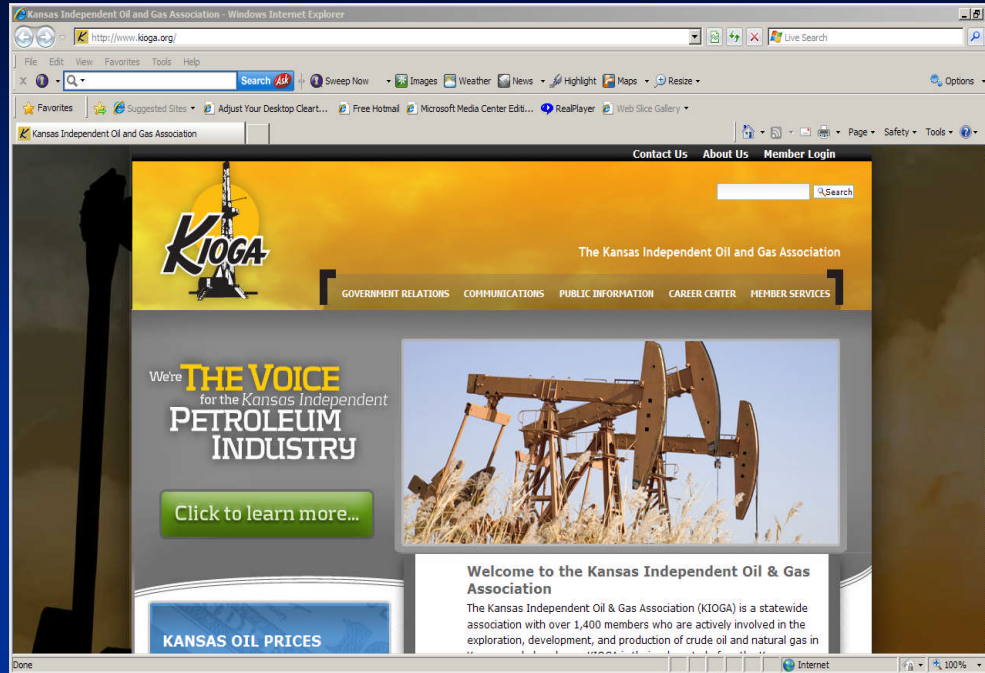 Kansas Independent Oil and Gas Association - Windows Internet Explorer
http://www.kioga.org/
Live Search
File Edit View Favorites Tools Help
Search Ask Sweep Now Images Weather News Highlight Maps Resize Options
Favorites Suggested Sites Adjust Your Desktop Cleart... Free Hotmail Microsoft Media Center Editi... RealPlayer Web Slice Gallery
Kansas Independent Oil and Gas Association Page Safety Tools
Contact Us About Us Member Login
Search
KIOGA
The Kansas Independent Oil and Gas Association
GOVERNMENT RELATIONS COMMUNICATIONS PUBLIC INFORMATION CAREER CENTER MEMBER SERVICES
We're THE VOICE
for the Kansas Independent
PETROLEUM
INDUSTRY
Click to learn more...
Welcome to the Kansas Independent Oil & Gas
Association
The Kansas Independent Oil & Gas Association (KIOGA) is a statewide
association with over 1,400 members who are actively involved in the
exploration, development, and production of crude oil and natural gas in
KANSAS OIL PRICES
Done Internet 100%